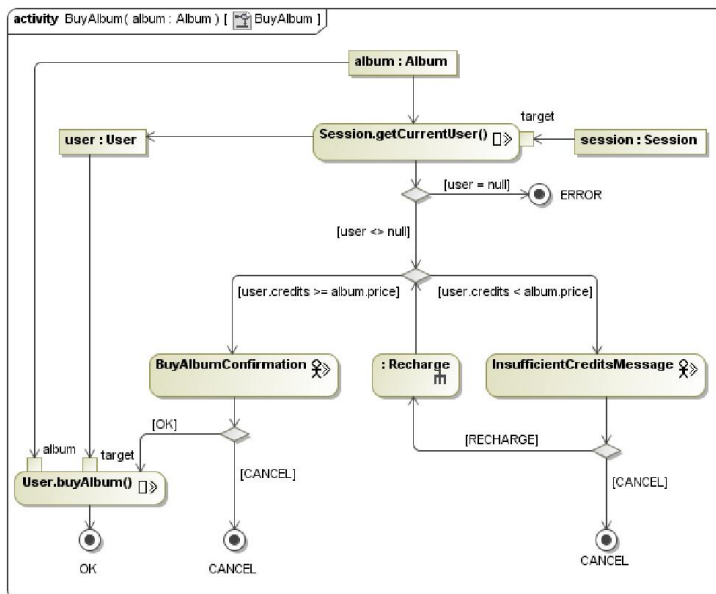 activity BuyAlbum( album : Album ) [ BuyAlbum ]
album : Album
target
user : User
Session.getCurrentUser()
session : Session
[user = null]
ERROR
[user <> null]
[user.credits >= album.price]
[user.credits < album.price]
BuyAlbumConfirmation
: Recharge
InsufficientCreditsMessage
[OK]
[RECHARGE]
album
target
[CANCEL]
[CANCEL]
User.buyAlbum()
OK
CANCEL
CANCEL